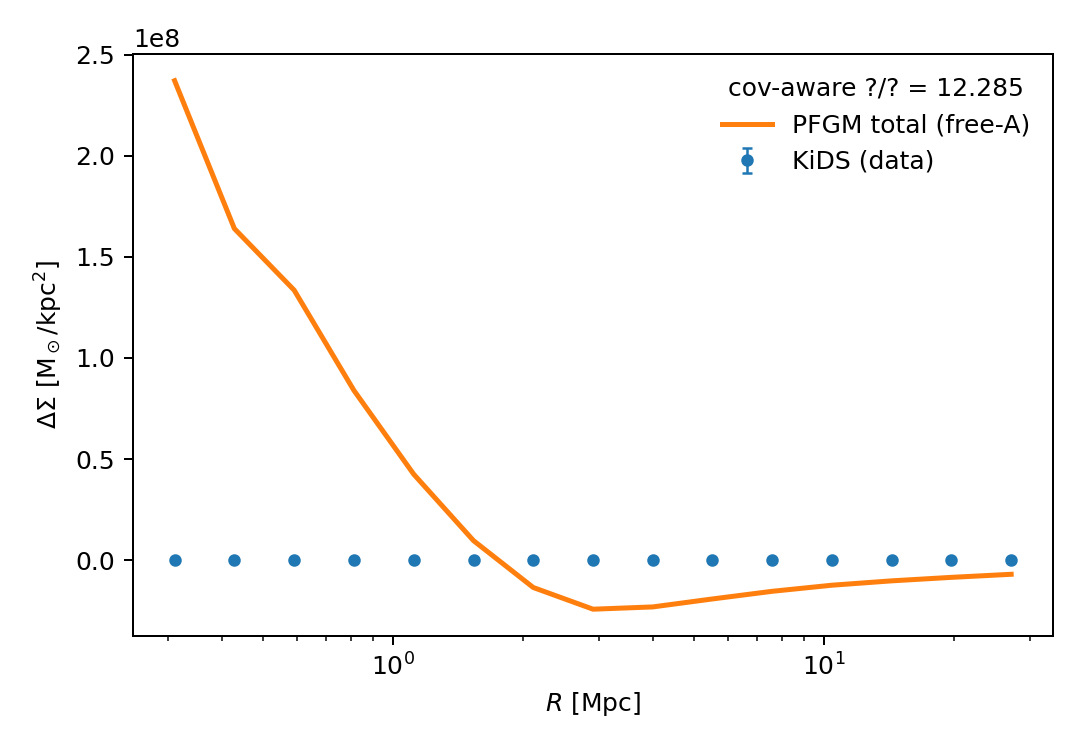 1e8
2.5
2.0
1.5
1.0
0.5
0.0
ΔΣ [M⊙/kpc²]
cov-aware ?/? = 12.285
PFGM total (free-A)
KiDS (data)
10⁰
10¹
R [Mpc]